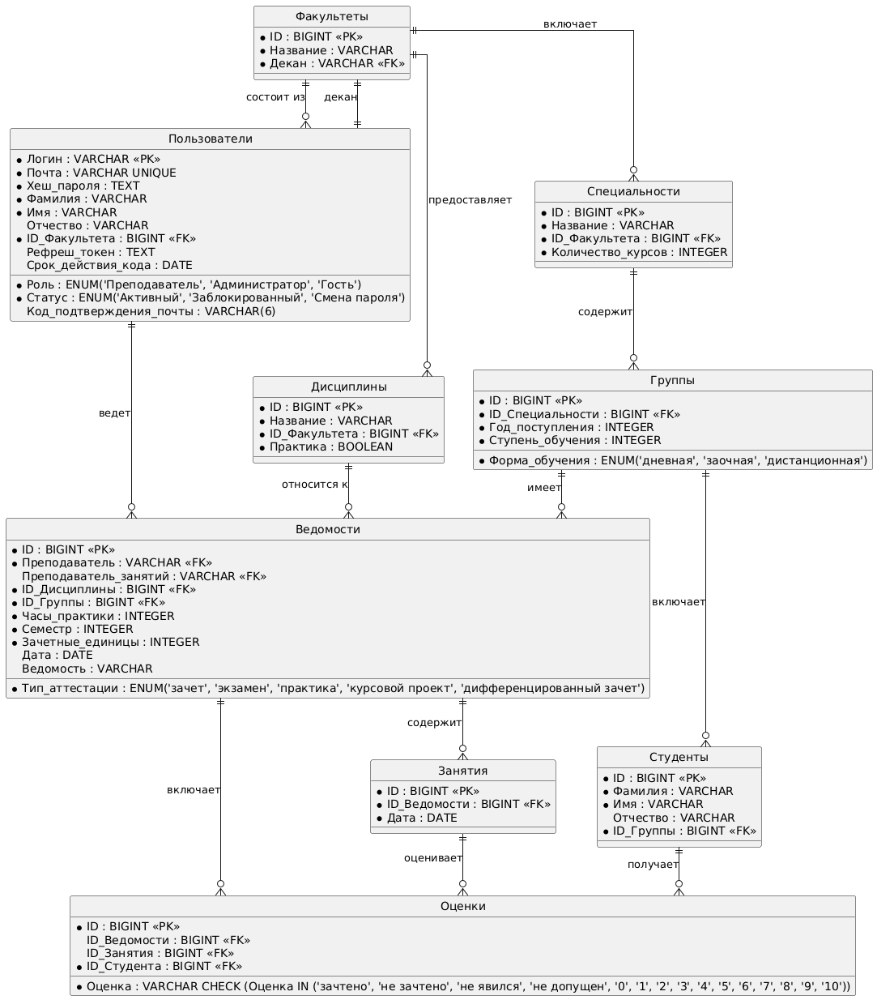 Факультеты
ID : BIGINT «PK»
Название : VARCHAR
Декан : VARCHAR «FK»
включает
состоит из
декан
Пользователи
Логин : VARCHAR «PK»
Почта : VARCHAR UNIQUE
Хеш_пароля : TEXT
Фамилия : VARCHAR
Имя : VARCHAR
Отчество : VARCHAR
ID_Факультета : BIGINT «FK»
Рефреш_токен : TEXT
Срок_действия_кода : DATE
Роль : ENUM('Преподаватель', 'Администратор', 'Гость')
Статус : ENUM('Активный', 'Заблокированный', 'Смена пароля')
Код_подтверждения_почты : VARCHAR(6)
предоставляет
Специальности
ID : BIGINT «PK»
Название : VARCHAR
ID_Факультета : BIGINT «FK»
Количество_курсов : INTEGER
содержит
ведет
Дисциплины
ID : BIGINT «PK»
Название : VARCHAR
ID_Факультета : BIGINT «FK»
Практика : BOOLEAN
Группы
ID : BIGINT «PK»
ID_Специальности : BIGINT «FK»
Год_поступления : INTEGER
Ступень_обучения : INTEGER
Форма_обучения : ENUM('дневная', 'заочная', 'дистанционная')
относится к
имеет
Ведомости
ID : BIGINT «PK»
Преподаватель : VARCHAR «FK»
Преподаватель_занятий : VARCHAR «FK»
ID_Дисциплины : BIGINT «FK»
ID_Группы : BIGINT «FK»
Часы_практики : INTEGER
Семестр : INTEGER
Зачетные_единицы : INTEGER
Дата : DATE
Ведомость : VARCHAR
Тип_аттестации : ENUM('зачет', 'экзамен', 'практика', 'курсовой проект', 'дифференцированный зачет')
включает
содержит
включает
Занятия
ID : BIGINT «PK»
ID_Ведомости : BIGINT «FK»
Дата : DATE
Студенты
ID : BIGINT «PK»
Фамилия : VARCHAR
Имя : VARCHAR
Отчество : VARCHAR
ID_Группы : BIGINT «FK»
оценивает
получает
Оценки
ID : BIGINT «PK»
ID_Ведомости : BIGINT «FK»
ID_Занятия : BIGINT «FK»
ID_Студента : BIGINT «FK»
Оценка : VARCHAR CHECK (Оценка IN ('зачтено', 'не зачтено', 'не явился', 'не допущен', '0', '1', '2', '3', '4', '5', '6', '7', '8', '9', '10'))